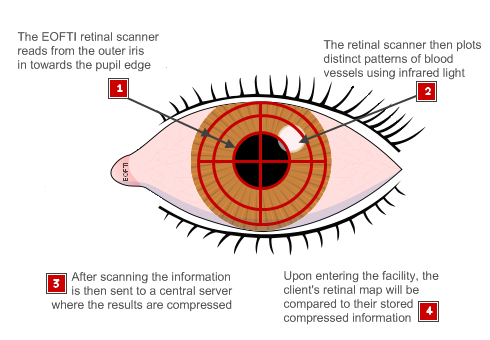 The EOFTI retinal scanner
reads from the outer iris
in towards the pupil edge
1
The retinal scanner then plots
distinct patterns of blood
vessels using infrared light
2
EOFTI
3
After scanning the information
is then sent to a central server
where the results are compressed
Upon entering the facility, the
client's retinal map will be
compared to their stored
compressed information
4